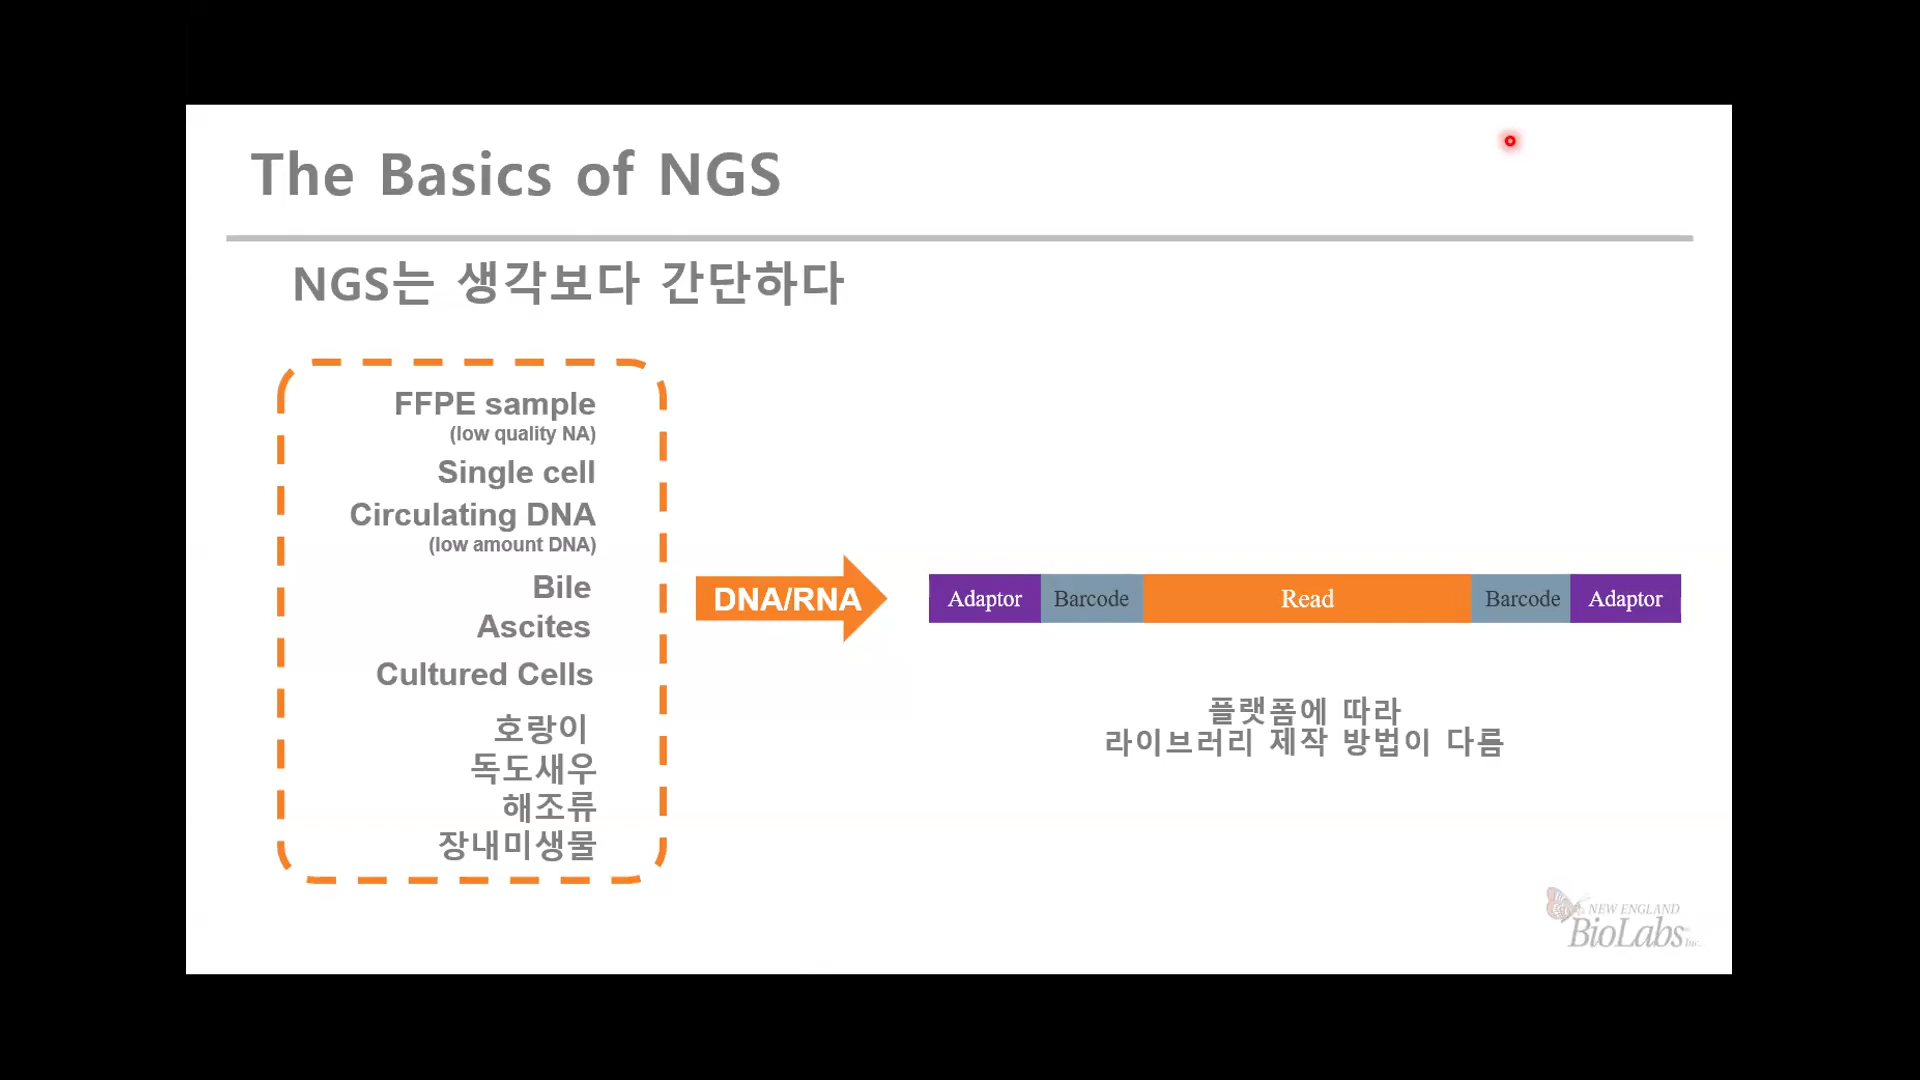 The Basics of NGS
NGS는 생각보다 간단하다
FFPE sample
(low quality NA)
Single cell
Circulating DNA
(low amount DNA)
Bile
Ascites
Cultured Cells
호랑이
독도새우
해조류
장내미생물
DNA/RNA
Adaptor Barcode Read Barcode Adaptor
플랫폼에 따라
라이브러리 제작 방법이 다름
NEW ENGLAND
BioLabs Inc.